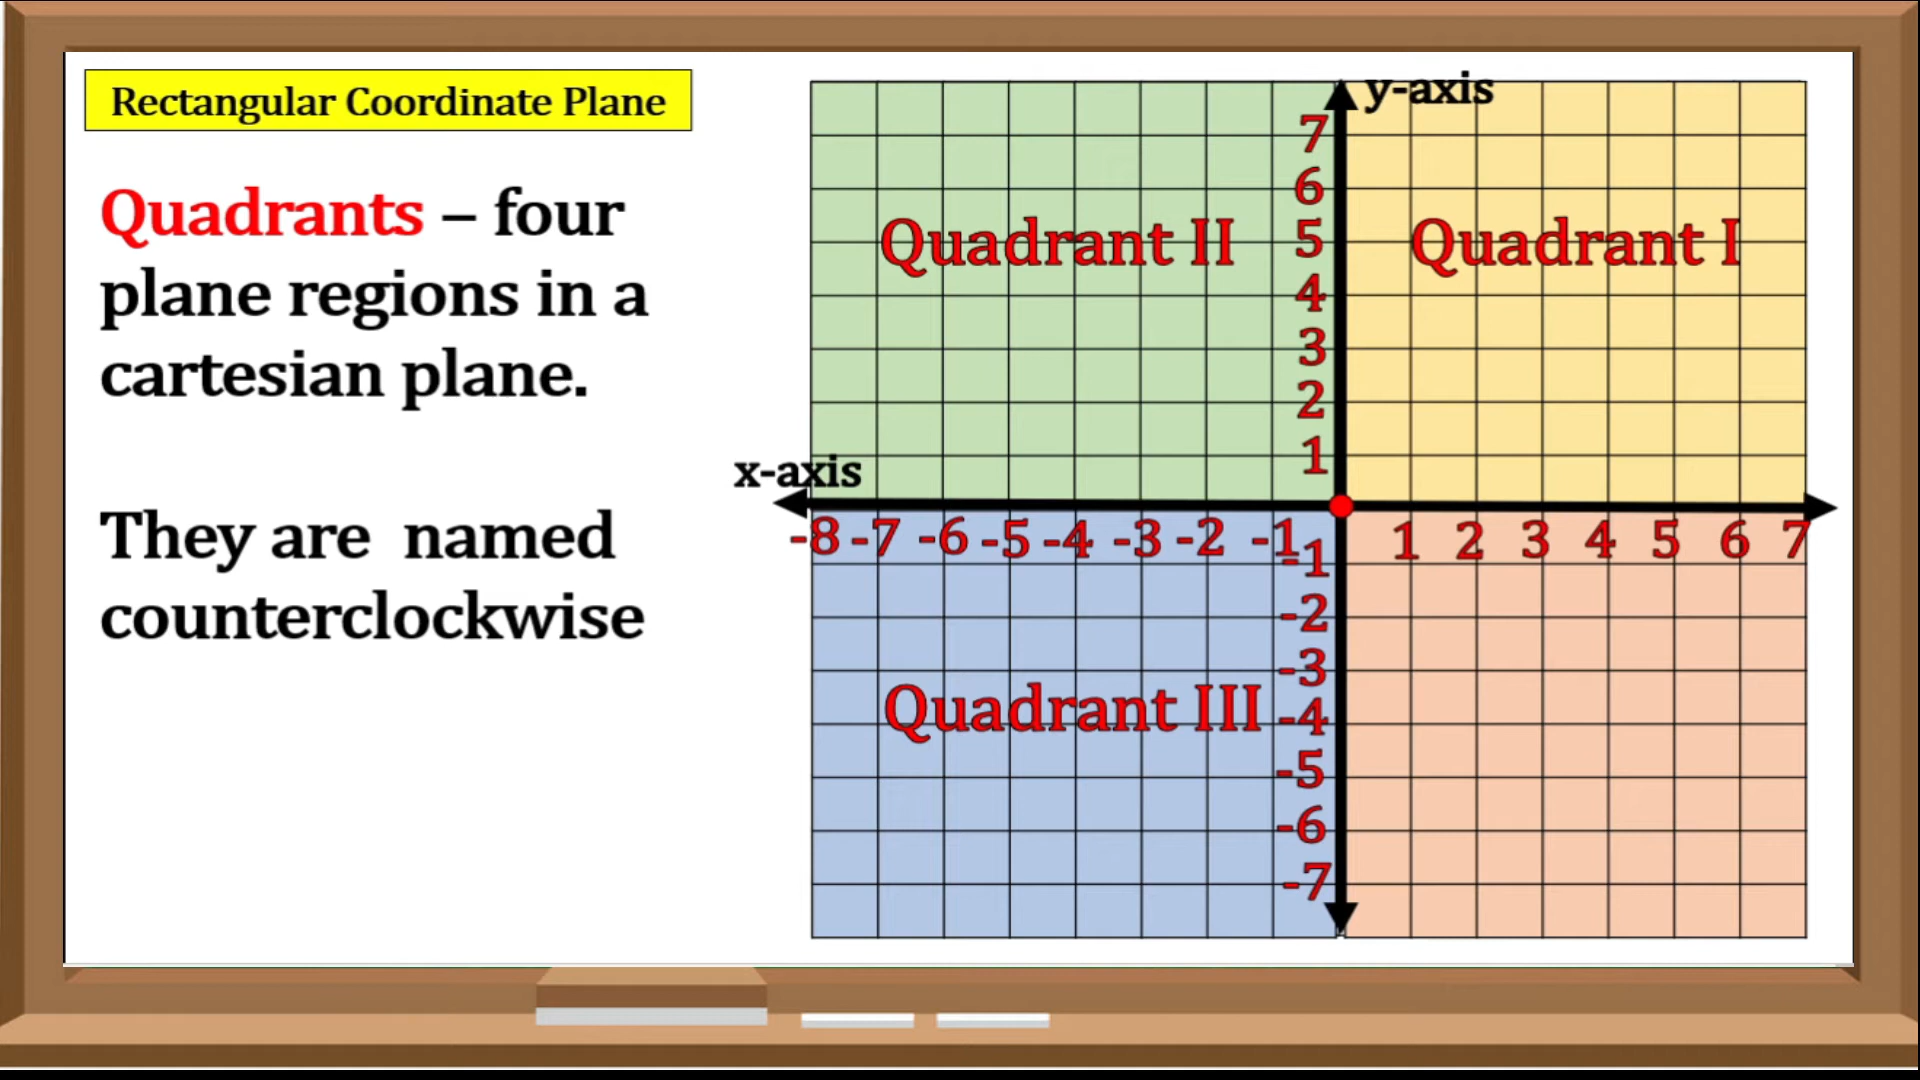 Rectangular Coordinate Plane
Quadrants – four
plane regions in a
cartesian plane.
They are named
counterclockwise
y-axis
7
6
Quadrant II 5 Quadrant I
4
3
2
1
x-axis
-8 -7 -6 -5 -4 -3 -2 -1 1 2 3 4 5 6 7
-1
-2
-3
Quadrant III -4
-5
-6
-7